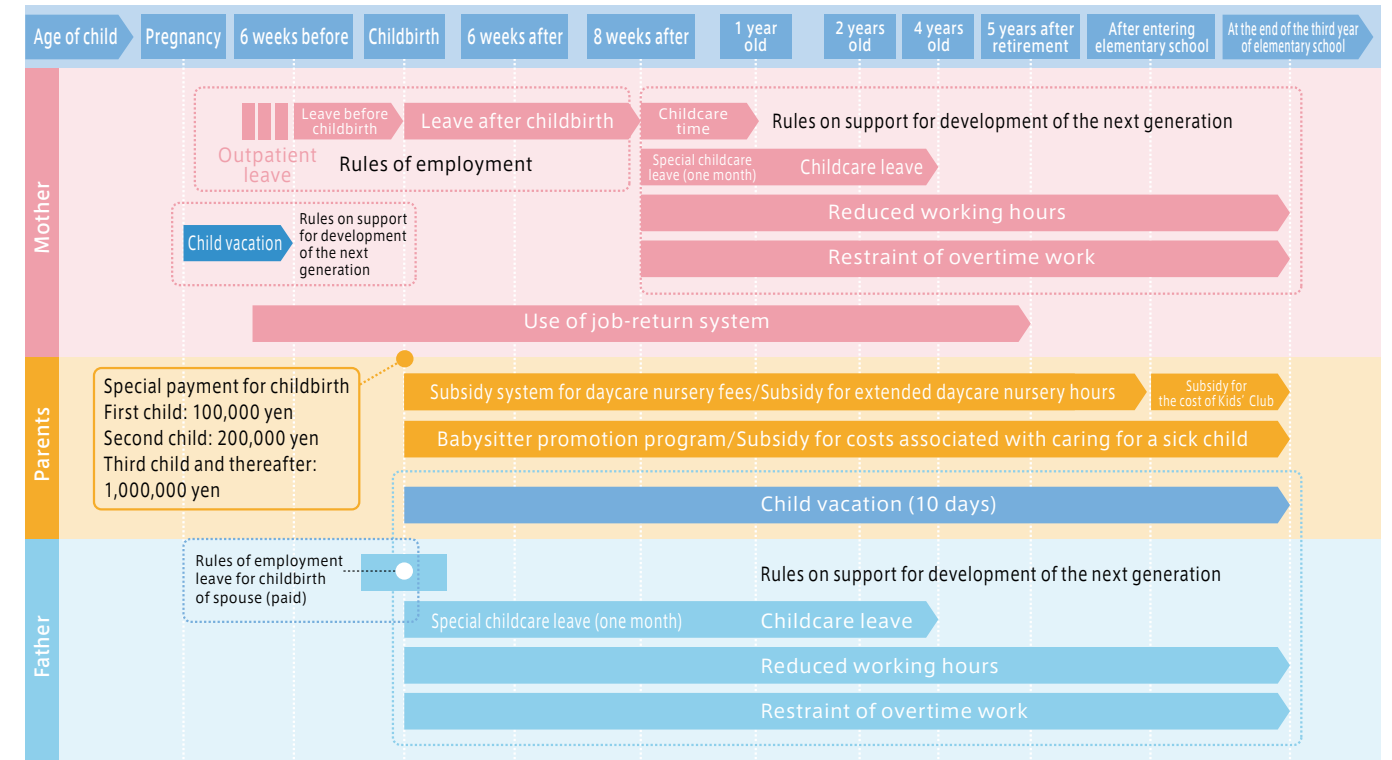 Age of child
Pregnancy
6 weeks before
Childbirth
6 weeks after
8 weeks after
1 year
old
2 years
old
4 years
old
5 years after
retirement
After entering
elementary school
At the end of the third year
of elementary school
Mother
Leave before
childbirth
Leave after childbirth
Outpatient
leave
Rules of employment
Childcare
time
Rules on support for development of the next generation
Special childcare
leave (one month)
Childcare leave
Reduced working hours
Restraint of overtime work
Child vacation
Rules on support
for development
of the next
generation
Use of job-return system
Parents
Special payment for childbirth
First child: 100,000 yen
Second child: 200,000 yen
Third child and thereafter:
1,000,000 yen
Subsidy system for daycare nursery fees/Subsidy for extended daycare nursery hours
Subsidy for
the cost of Kids' Club
Babysitter promotion program/Subsidy for costs associated with caring for a sick child
Child vacation (10 days)
Father
Rules of employment
leave for childbirth
of spouse (paid)
Rules on support for development of the next generation
Special childcare leave (one month)
Childcare leave
Reduced working hours
Restraint of overtime work